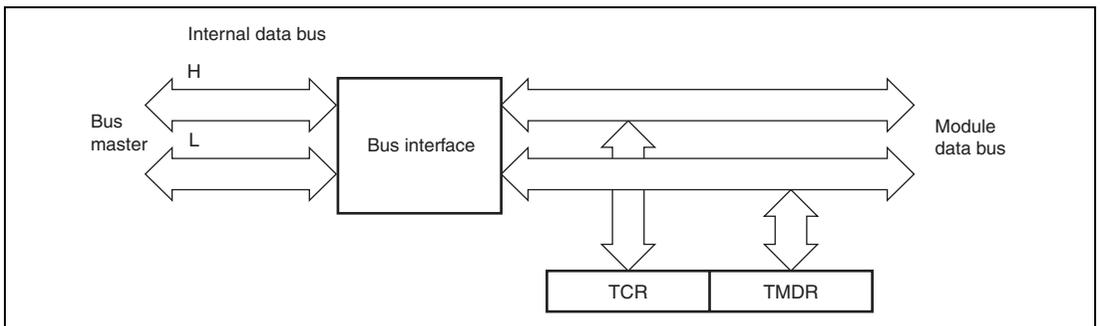 Internal data bus
H
Bus
master
L
Bus interface
Module
data bus
TCR
TMDR